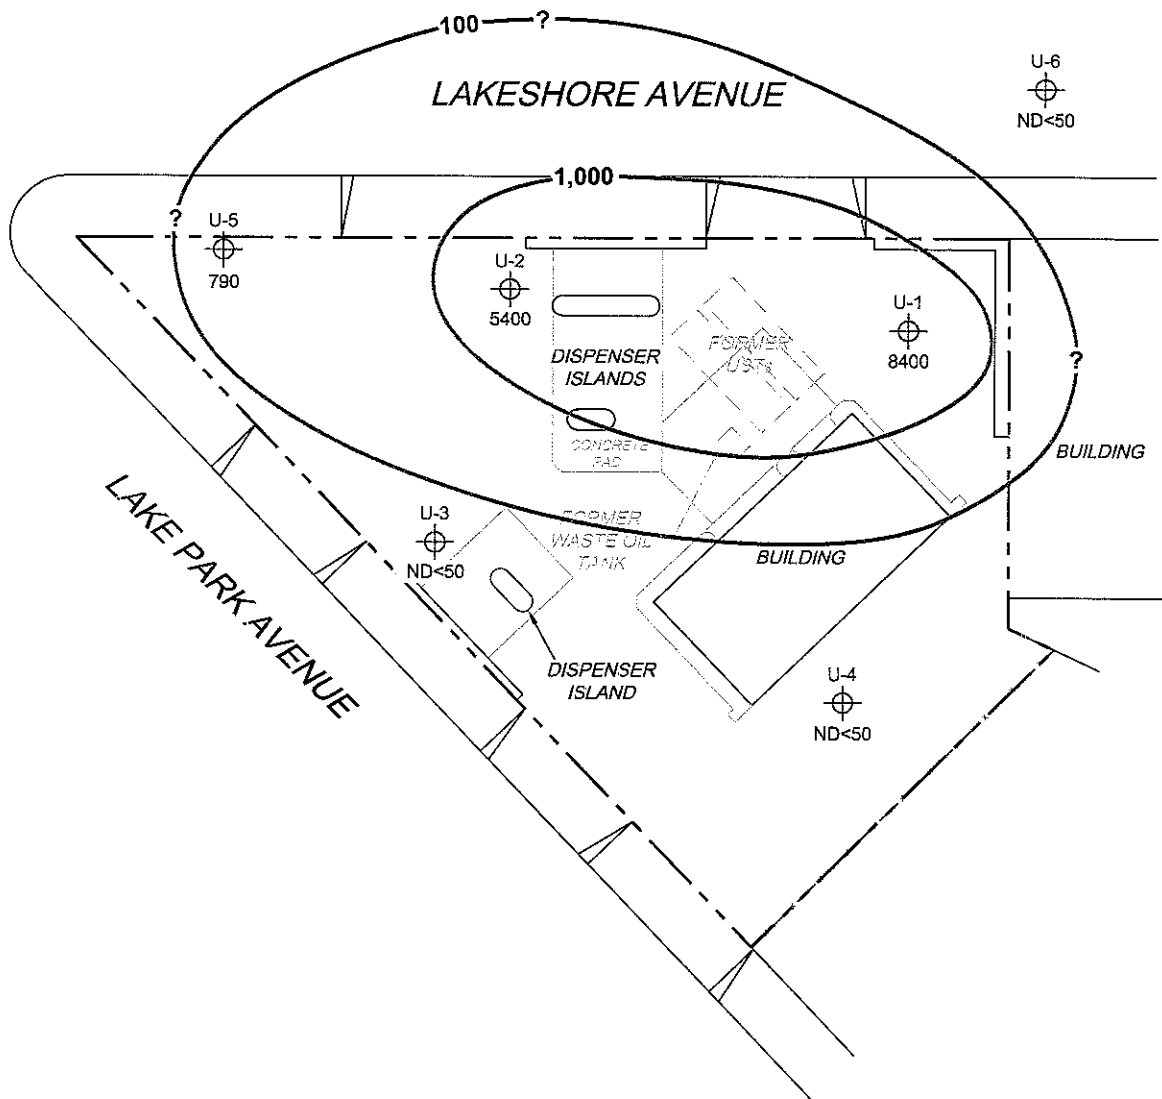 100
?
LAKESHORE AVENUE
U-6
ND<50
1,000
?
U-5
790
U-2
5400
U-1
8400
FORMER
USTs
DISPENSER
ISLANDS
?
CONCRETE
PAD
BUILDING
U-3
ND<50
FORMER
WASTE OIL
TANK
BUILDING
LAKE PARK AVENUE
DISPENSER
ISLAND
U-4
ND<50